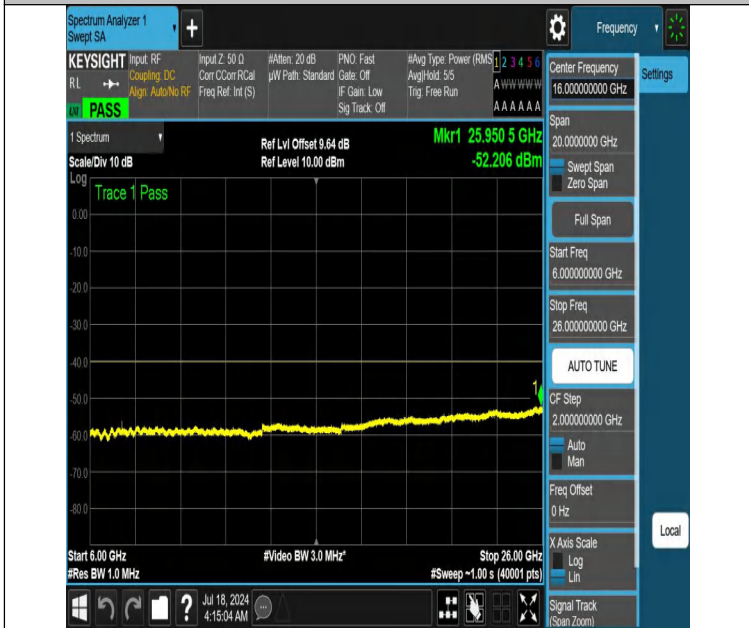 Spectrum Analyzer 1
Swept SA
+
Frequency
KEYSIGHT
RL
Input: RF
Coupling: DC
Align: Auto/No RF
Input Z: 50 Ω
Corr CCorr RCal
Freq Ref: Int (S)
#Atten: 20 dB
µW Path: Standard
PNO: Fast
Gate: Off
IF Gain: Low
Sig Track: Off
#Avg Type: Power (RMS
Avg|Hold: 5/5
Trig: Free Run
1 2 3 4 5 6
A W W W W W
A A A A A A
LXI PASS
1 Spectrum
Scale/Div 10 dB
Ref Lvl Offset 9.64 dB
Ref Level 10.00 dBm
Mkr1 25.950 5 GHz
-52.206 dBm
Log
Trace 1 Pass
0.00
-10.0
-20.0
-30.0
-40.0
-50.0
-60.0
-70.0
-80.0
1
Start 6.00 GHz
#Res BW 1.0 MHz
#Video BW 3.0 MHz*
Stop 26.00 GHz
#Sweep ~1.00 s (40001 pts)
Center Frequency
16.000000000 GHz
Settings
Span
20.0000000 GHz
Swept Span
Zero Span
Full Span
Start Freq
6.000000000 GHz
Stop Freq
26.000000000 GHz
AUTO TUNE
CF Step
2.000000000 GHz
Auto
Man
Freq Offset
0 Hz
X Axis Scale
Log
Lin
Local
Signal Track
(Span Zoom)
?
Jul 18, 2024
4:15:04 AM